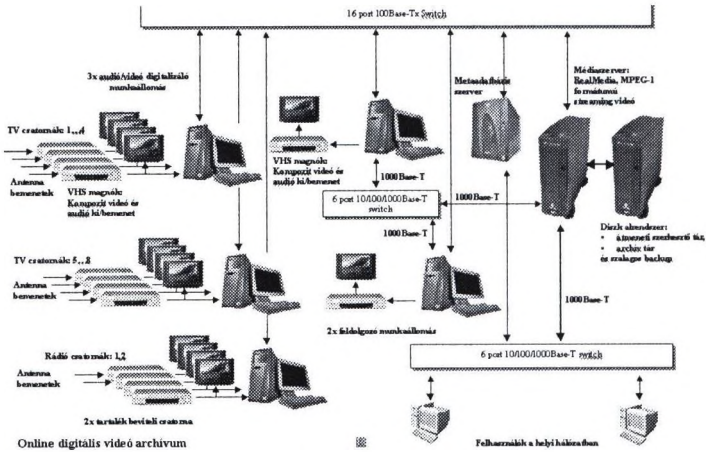 16 port 100Base-Tx Switch
3x audió/videó digitalizáló
munkaállomás
Metaadatbázis
szerver
Médiaszerver:
RealMedia, MPEG-1
formátumú
streaming videó
TV csatornák: 1,..4
Antenna
bemenetek
VHS magnók:
Kompozit videó és
audió ki/bemenet
VHS magnók:
Kompozit videó és
audió ki/bemenet
1000Base-T
6 port 10/100/1000Base-T
switch
1000Base-T
1000Base-T
Diszk alrendszer:
• átmeneti szerkesztő tár,
• archív tár
és szalagos backup
TV csatornák: 5,..8
Antenna
bemenetek
2x feldolgozó munkaállomás
1000Base-T
6 port 10/100/1000Base-T switch
Rádió csatornák: 1,2
Antenna
bemenetek
2x tartalék beviteli csatorna
Online digitális videó archívum
Felhasználók a helyi hálózatban